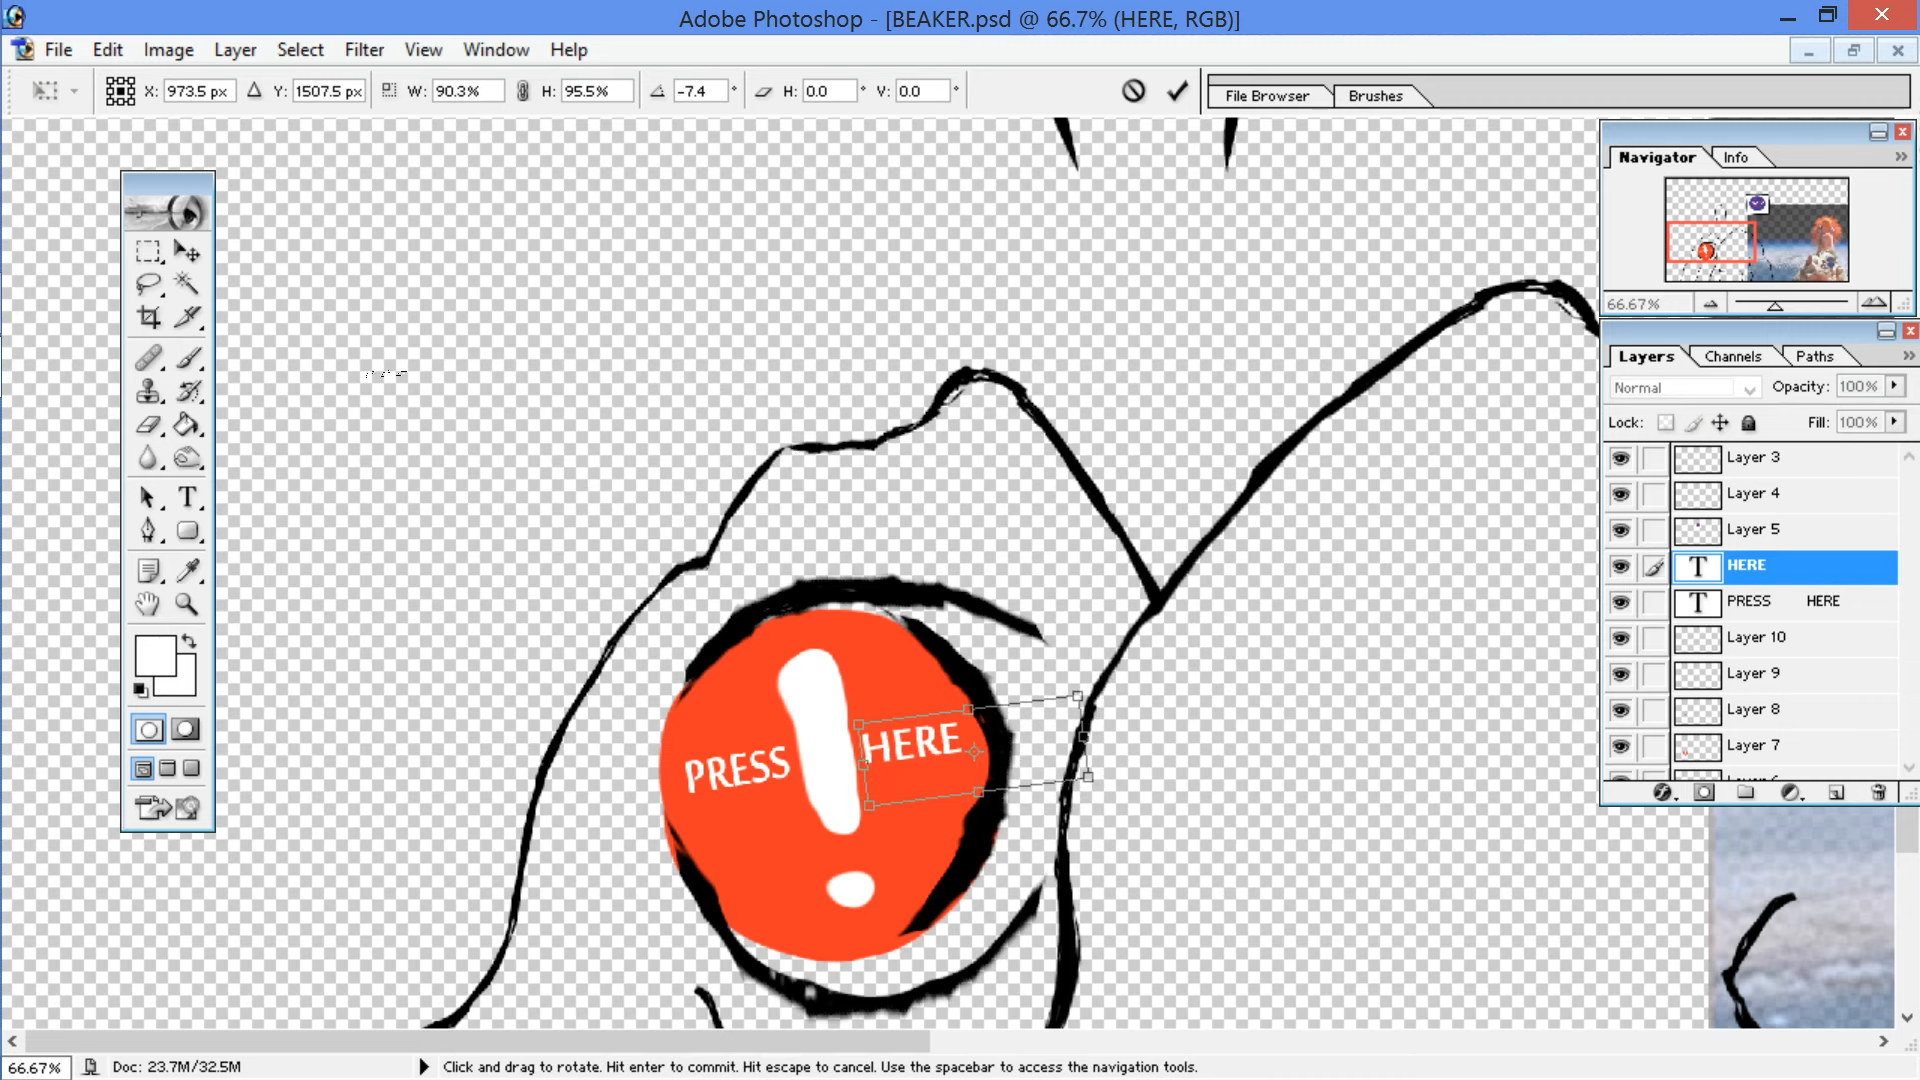 Adobe Photoshop - [BEAKER.psd @ 66.7% (HERE, RGB)]
File Edit Image Layer Select Filter View Window Help
X: 973.5 px Y: 1507.5 px W: 90.3% H: 95.5% -7.4 ° H: 0.0 ° V: 0.0 °
File Browser Brushes
Navigator Info
66.67%
Layers Channels Paths
Normal Opacity: 100%
Lock: Fill: 100%
Layer 3
Layer 4
Layer 5
T HERE
T PRESS HERE
Layer 10
Layer 9
Layer 8
Layer 7
T
PRESS HERE
66.67% Doc: 23.7M/32.5M Click and drag to rotate. Hit enter to commit. Hit escape to cancel. Use the spacebar to access the navigation tools.